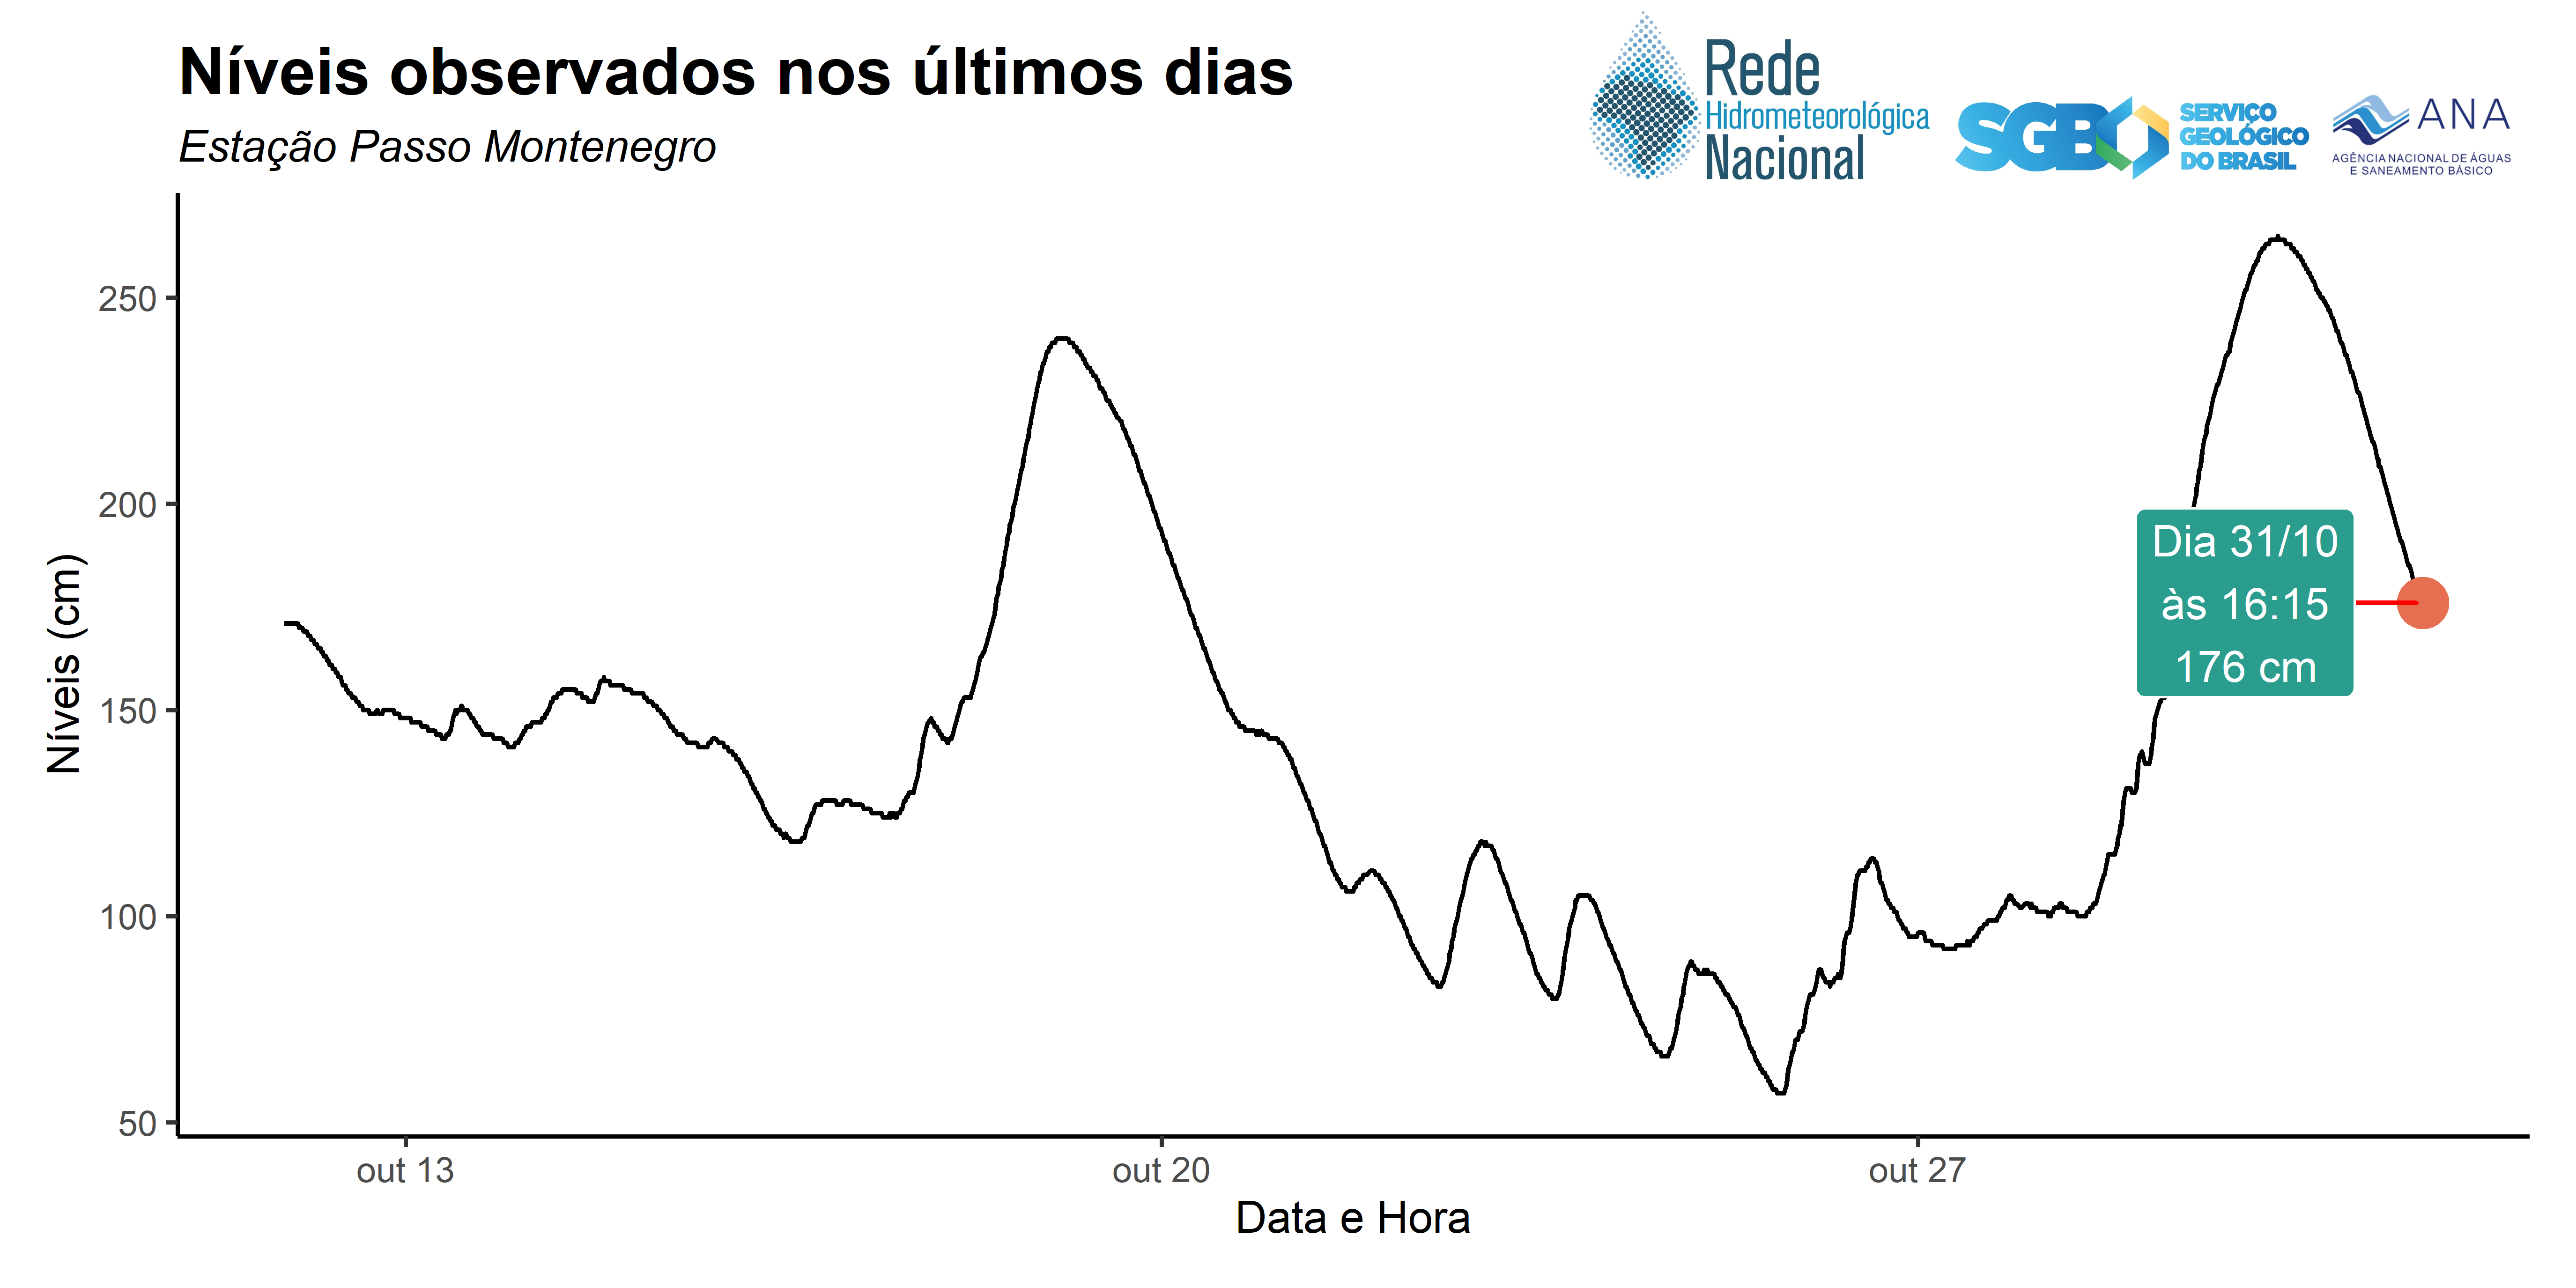 Níveis observados nos últimos dias
Estação Passo Montenegro
Rede
Hidrometeorológica
Nacional
SGB
SERVIÇO
GEOLÓGICO
DO BRASIL
ANA
AGÊNCIA NACIONAL DE ÁGUAS
E SANEAMENTO BÁSICO
Níveis (cm)
250
200
150
100
50
Dia 31/10
às 16:15
176 cm
out 13
out 20
out 27
Data e Hora